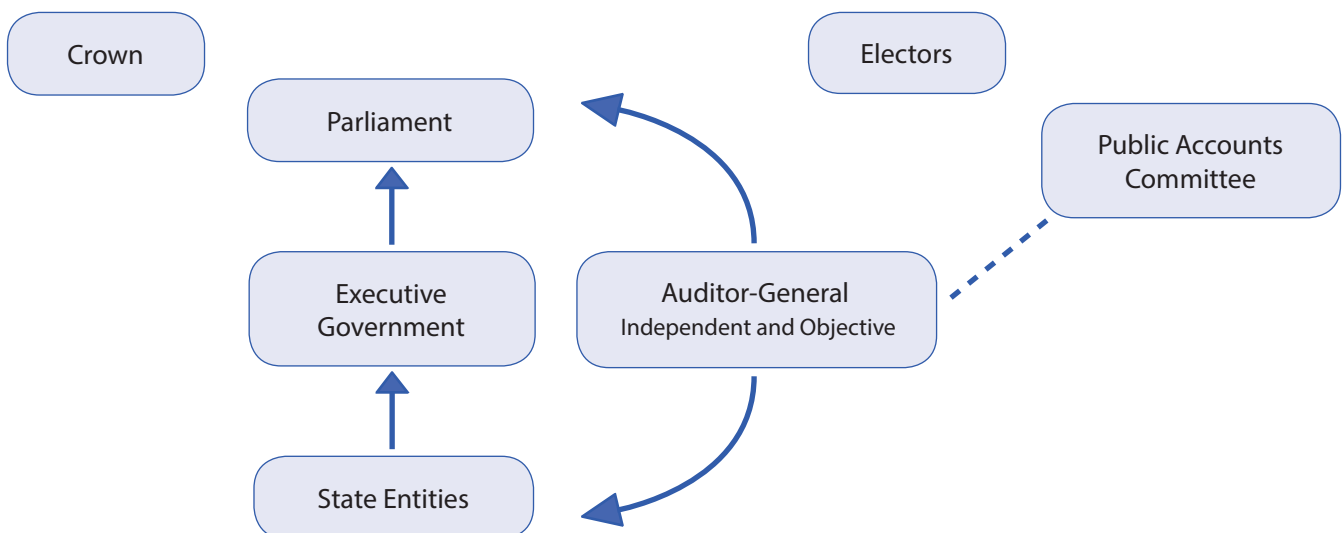 Crown
Electors
Parliament
Public Accounts
Committee
Executive
Government
Auditor-General
Independent and Objective
State Entities